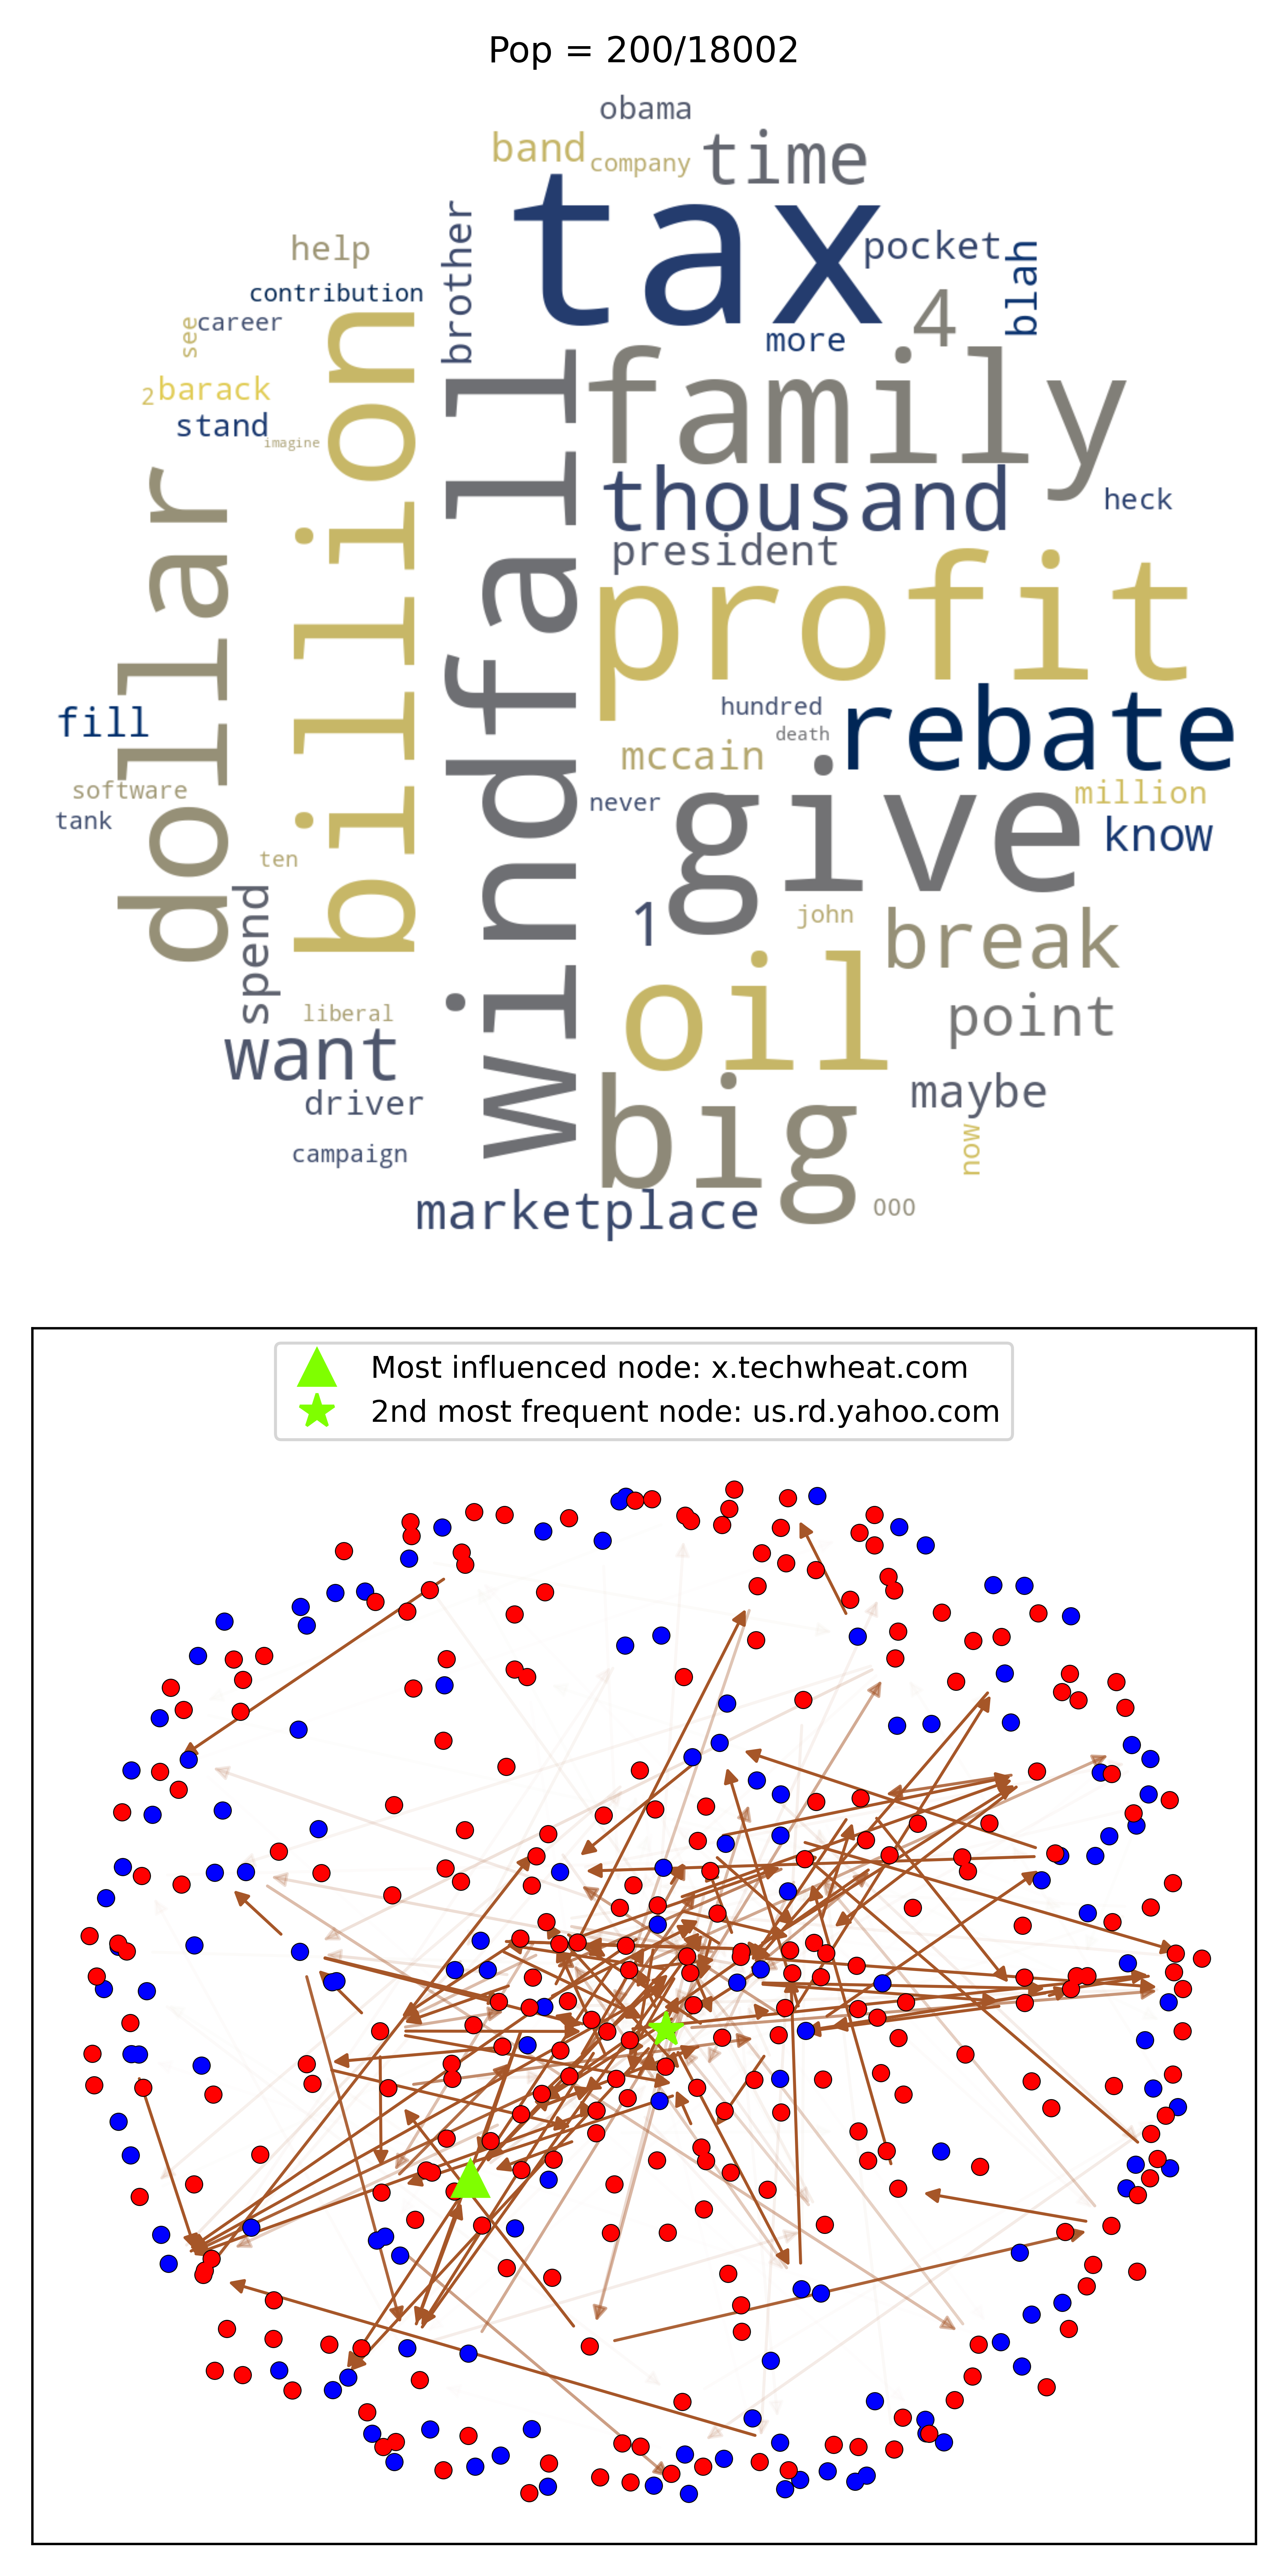 Pop = 200/18002
obama
band
company
time
tax
brother
help
pocket
blah
contribution
see
career
4
more
billion
windfall
family
2
barack
stand
imagine
dollar
thousand
heck
president
profit
fill
hundred
rebate
death
mccain
software
never
give
million
tank
know
ten
spend
1
john
break
oil
liberal
point
want
big
maybe
driver
now
campaign
marketplace
000
Most influenced node: x.techwheat.com
2nd most frequent node: us.rd.yahoo.com